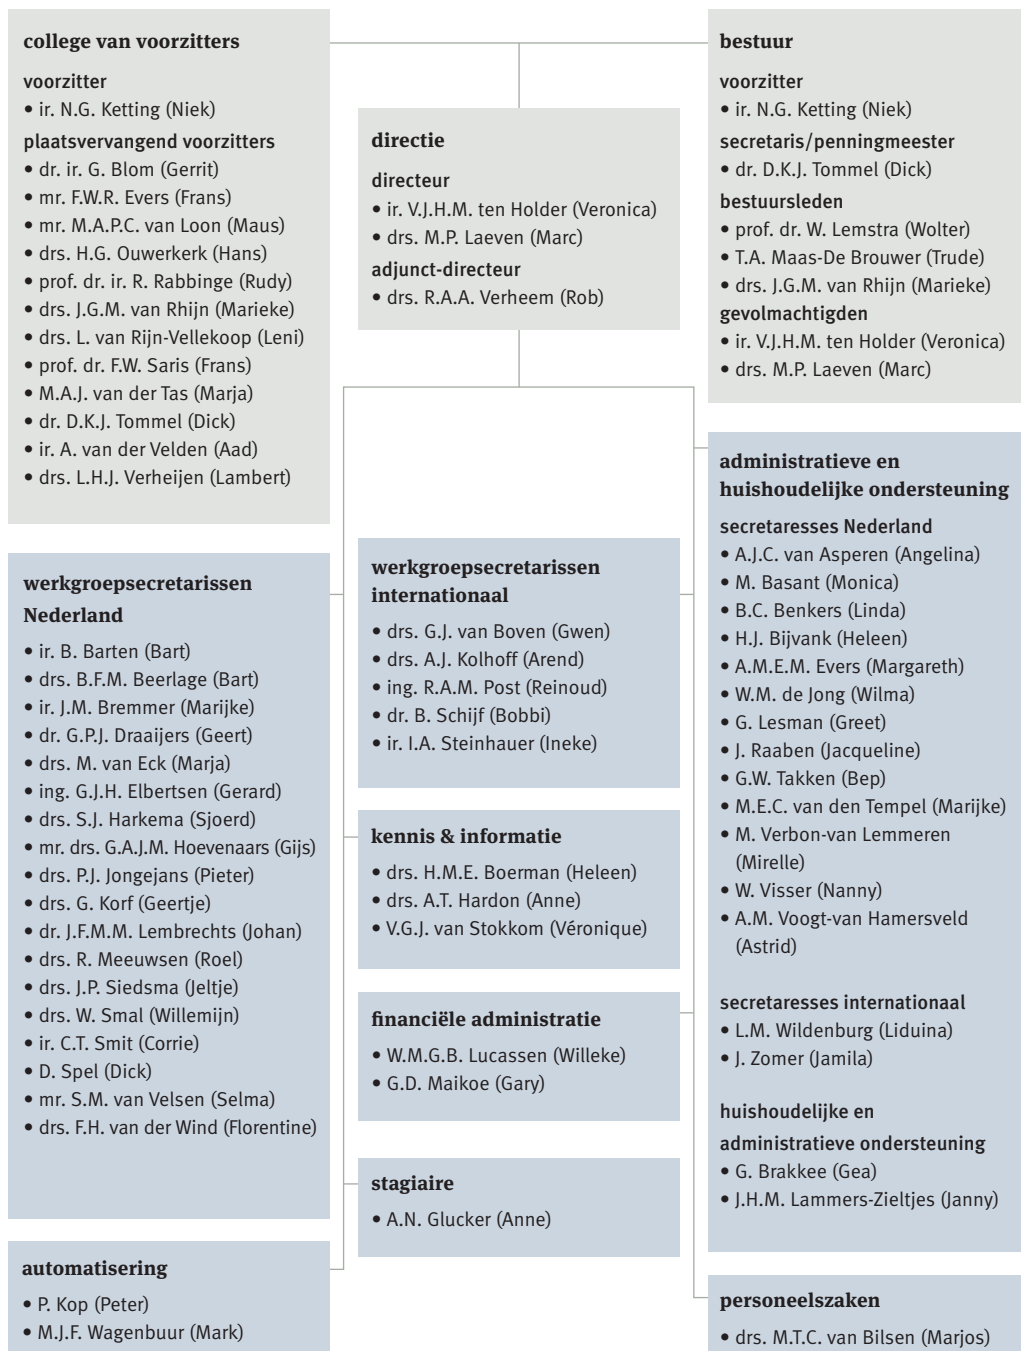 college van voorzitters
voorzitter
• ir. N.G. Ketting (Niek)
plaatsvervangend voorzitters
• dr. ir. G. Blom (Gerrit)
• mr. F.W.R. Evers (Frans)
• mr. M.A.P.C. van Loon (Maus)
• drs. H.G. Ouwerkerk (Hans)
• prof. dr. ir. R. Rabbinge (Rudy)
• drs. J.G.M. van Rhijn (Marieke)
• drs. L. van Rijn-Vellekoop (Leni)
• prof. dr. F.W. Saris (Frans)
• M.A.J. van der Tas (Marja)
• dr. D.K.J. Tommel (Dick)
• ir. A. van der Velden (Aad)
• drs. L.H.J. Verheijen (Lambert)
directie
directeur
• ir. V.J.H.M. ten Holder (Veronica)
• drs. M.P. Laeven (Marc)
adjunct-directeur
• drs. R.A.A. Verheem (Rob)
bestuur
voorzitter
• ir. N.G. Ketting (Niek)
secretaris/penningmeester
• dr. D.K.J. Tommel (Dick)
bestuursleden
• prof. dr. W. Lemstra (Wolter)
• T.A. Maas-De Brouwer (Trude)
• drs. J.G.M. van Rhijn (Marieke)
gevolmachtigden
• ir. V.J.H.M. ten Holder (Veronica)
• drs. M.P. Laeven (Marc)
werkgroepsecretarissen
Nederland
• ir. B. Barten (Bart)
• drs. B.F.M. Beerlage (Bart)
• ir. J.M. Bremmer (Marijke)
• dr. G.P.J. Draaijers (Geert)
• drs. M. van Eck (Marja)
• ing. G.J.H. Elbertsen (Gerard)
• drs. S.J. Harkema (Sjoerd)
• mr. drs. G.A.J.M. Hoevenaars (Gijs)
• drs. P.J. Jongejans (Pieter)
• drs. G. Korf (Geertje)
• dr. J.F.M.M. Lembrechts (Johan)
• drs. R. Meeuwsen (Roel)
• drs. J.P. Siedsma (Jeltje)
• drs. W. Smal (Willemijn)
• ir. C.T. Smit (Corrie)
• D. Spel (Dick)
• mr. S.M. van Velsen (Selma)
• drs. F.H. van der Wind (Florentine)
automatisering
• P. Kop (Peter)
• M.J.F. Wagenbuur (Mark)
werkgroepsecretarissen
internationaal
• drs. G.J. van Boven (Gwen)
• drs. A.J. Kolhoff (Arend)
• ing. R.A.M. Post (Reinoud)
• dr. B. Schijf (Bobbi)
• ir. I.A. Steinhauer (Ineke)
kennis & informatie
• drs. H.M.E. Boerman (Heleen)
• drs. A.T. Hardon (Anne)
• V.G.J. van Stokkom (Véronique)
financiële administratie
• W.M.G.B. Lucassen (Willeke)
• G.D. Maikoe (Gary)
stagiaire
• A.N. Glucker (Anne)
administratieve en
huishoudelijke ondersteuning
secretaresses Nederland
• A.J.C. van Asperen (Angelina)
• M. Basant (Monica)
• B.C. Benkers (Linda)
• H.J. Bijvank (Heleen)
• A.M.E.M. Evers (Margareth)
• W.M. de Jong (Wilma)
• G. Lesman (Greet)
• J. Raaben (Jacqueline)
• G.W. Takken (Bep)
• M.E.C. van den Tempel (Marijke)
• M. Verbon-van Lemmeren
(Mirelle)
• W. Visser (Nanny)
• A.M. Voogt-van Hamersveld
(Astrid)
secretaresses internationaal
• L.M. Wildenburg (Liduina)
• J. Zomer (Jamila)
huishoudelijke en
administratieve ondersteuning
• G. Brakkee (Gea)
• J.H.M. Lammers-Zieltjes (Janny)
personeelszaken
• drs. M.T.C. van Bilsen (Marjos)